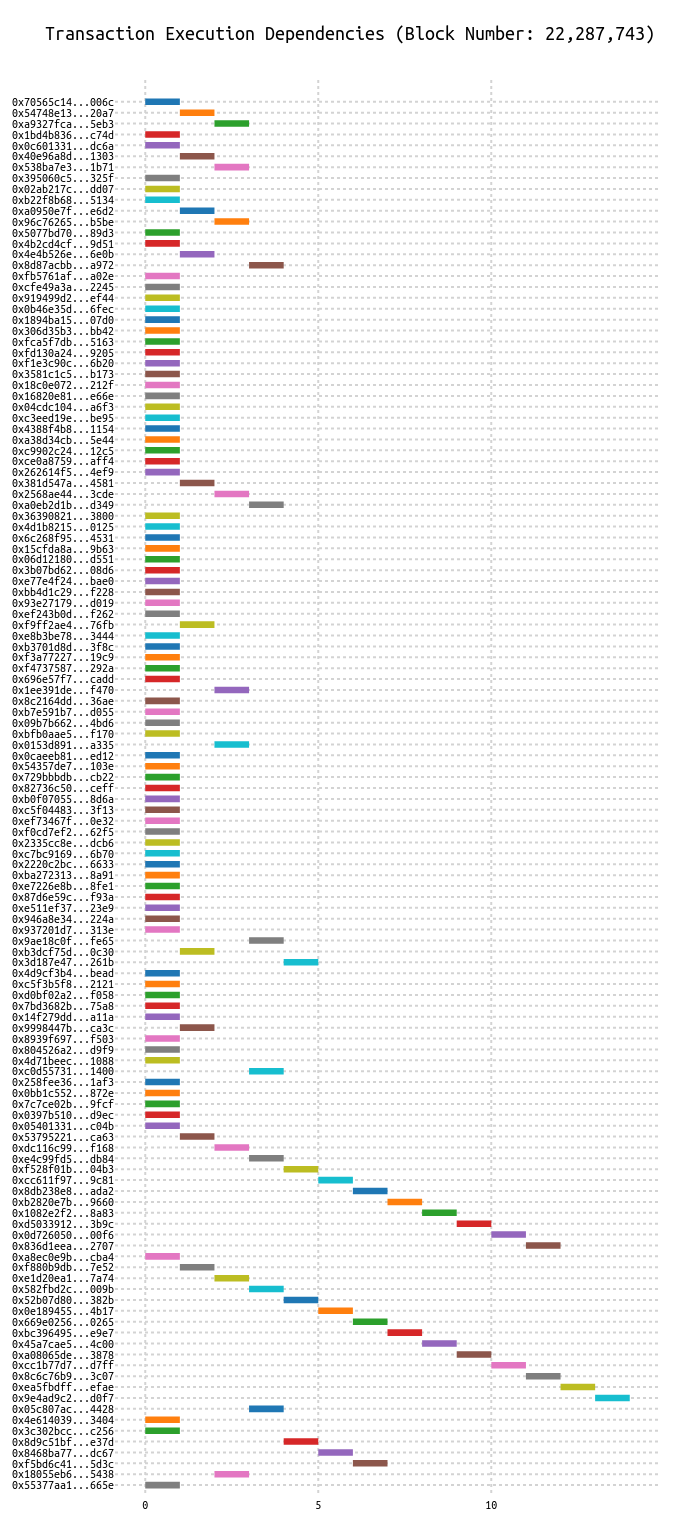 Transaction Execution Dependencies (Block Number: 22,287,743)
0x70565c14...006c
0x54748e13...20a7
0xa9327fca...5eb3
0x1bd4b836...c74d
0x0c601331...dc6a
0x40e96a8d...1303
0x538ba7e3...1b71
0x395060c5...325f
0x02ab217c...dd07
0xb22f8b68...5134
0xa0950e7f...e6d2
0x96c76265...b5be
0x5077bd70...89d3
0x4b2cd4cf...9d51
0x4e4b526e...6e0b
0x8d87acbb...a972
0xfb5761af...a02e
0xcfe49a3a...2245
0x919499d2...ef44
0x0b46e35d...6fec
0x1894ba15...07d0
0x306d35b3...bb42
0xfca5f7db...5163
0xfd130a24...9205
0xf1e3c90c...6b20
0x3581c1c5...b173
0x18c0e072...212f
0x16820e81...e66e
0x04cdc104...a6f3
0xc3eed19e...be95
0x4388f4b8...1154
0xa38d34cb...5e44
0xc9902c24...12c5
0xce0a8759...aff4
0x262614f5...4ef9
0x381d547a...4581
0x2568ae44...3cde
0xa0eb2d1b...d349
0x36390821...3800
0x4d1b8215...0125
0x6c268f95...4531
0x15cfda8a...9b63
0x06d12180...d551
0x3b07bd62...08d6
0xe77e4f24...bae0
0xbb4d1c29...f228
0x93e27179...d019
0xef243b0d...f262
0xf9ff2ae4...76fb
0xe8b3be78...3444
0xb3701d8d...3f8c
0xf3a77227...19c9
0xf4737587...292a
0x696e57f7...cadd
0x1ee391de...f470
0x8c2164dd...36ae
0xb7e591b7...d055
0x09b7b662...4bd6
0xbfb0aae5...f170
0x0153d891...a335
0x0caeeb81...ed12
0x54357de7...103e
0x729bbbdb...cb22
0x82736c50...ceff
0xb0f07055...8d6a
0xc5f04483...3f13
0xef73467f...0e32
0xf0cd7ef2...62f5
0x2335cc8e...dcb6
0xc7bc9169...6b70
0x2220c2bc...6633
0xba272313...8a91
0xe7226e8b...8fe1
0x87d6e59c...f93a
0xe511ef37...23e9
0x946a8e34...224a
0x937201d7...313e
0x9ae18c0f...fe65
0xb3dcf75d...0c30
0x3d187e47...261b
0x4d9cf3b4...bead
0xc5f3b5f8...2121
0xd0bf02a2...f058
0x7bd3682b...75a8
0x14f279dd...a11a
0x9998447b...ca3c
0x8939f697...f503
0x804526a2...d9f9
0x4d71beec...1088
0xc0d55731...1400
0x258fee36...1af3
0x0bb1c552...872e
0x7c7ce02b...9fcf
0x0397b510...d9ec
0x05401331...c04b
0x53795221...ca63
0xdc116c99...f168
0xe4c99fd5...db84
0xf528f01b...04b3
0xcc611f97...9c81
0x8db238e8...ada2
0xb2820e7b...9660
0x1082e2f2...8a83
0xd5033912...3b9c
0x0d726050...00f6
0x836d1eea...2707
0xa8ec0e9b...cba4
0xf880b9db...7e52
0xe1d20ea1...7a74
0x582fbd2c...009b
0x52b07d80...382b
0x0e189455...4b17
0x669e0256...0265
0xbc396495...e9e7
0x45a7cae5...4c00
0xa08065de...3878
0xcc1b77d7...d7ff
0x8c6c76b9...3c07
0xea5fbdff...efae
0x9e4ad9c2...d0f7
0x05c807ac...4428
0x4e614039...3404
0x3c302bcc...c256
0x8d9c51bf...e37d
0x8468ba77...dc67
0xf5bd6c41...5d3c
0x18055eb6...5438
0x55377aa1...665e
0 5 10